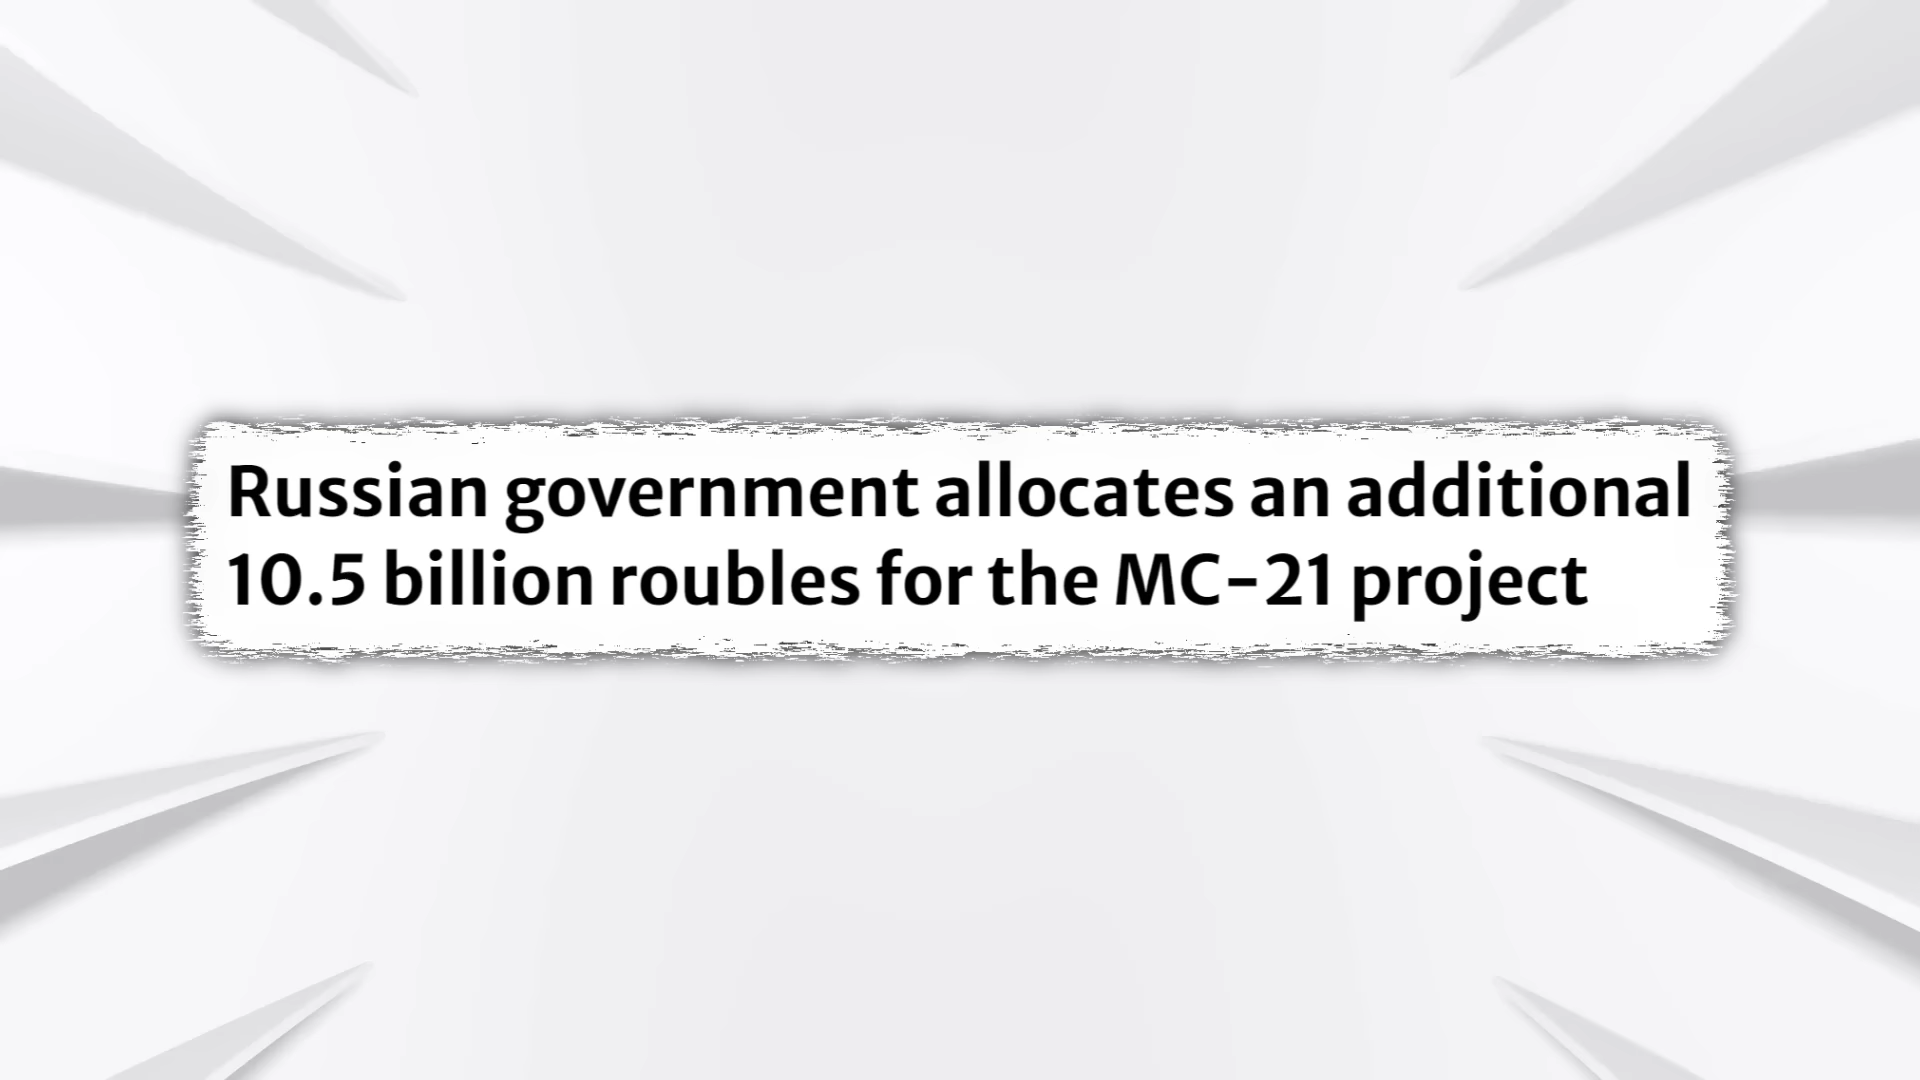 Russian government allocates an additional
10.5 billion roubles for the MC-21 project